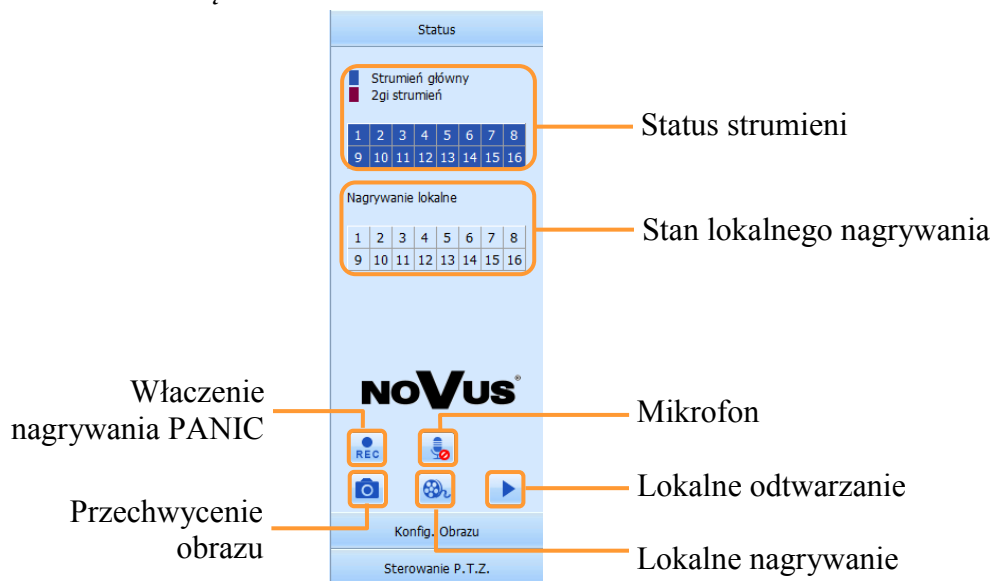 Status
Strumień główny
2gi strumień
1 2 3 4 5 6 7 8
9 10 11 12 13 14 15 16
Status strumieni
Nagrywanie lokalne
1 2 3 4 5 6 7 8
9 10 11 12 13 14 15 16
Stan lokalnego nagrywania
NOVUS®
Włączenie
nagrywania PANIC
REC
Mikrofon
Przechwycenie
obrazu
Lokalne odtwarzanie
Konfig. Obrazu
Lokalne nagrywanie
Sterowanie P.T.Z.